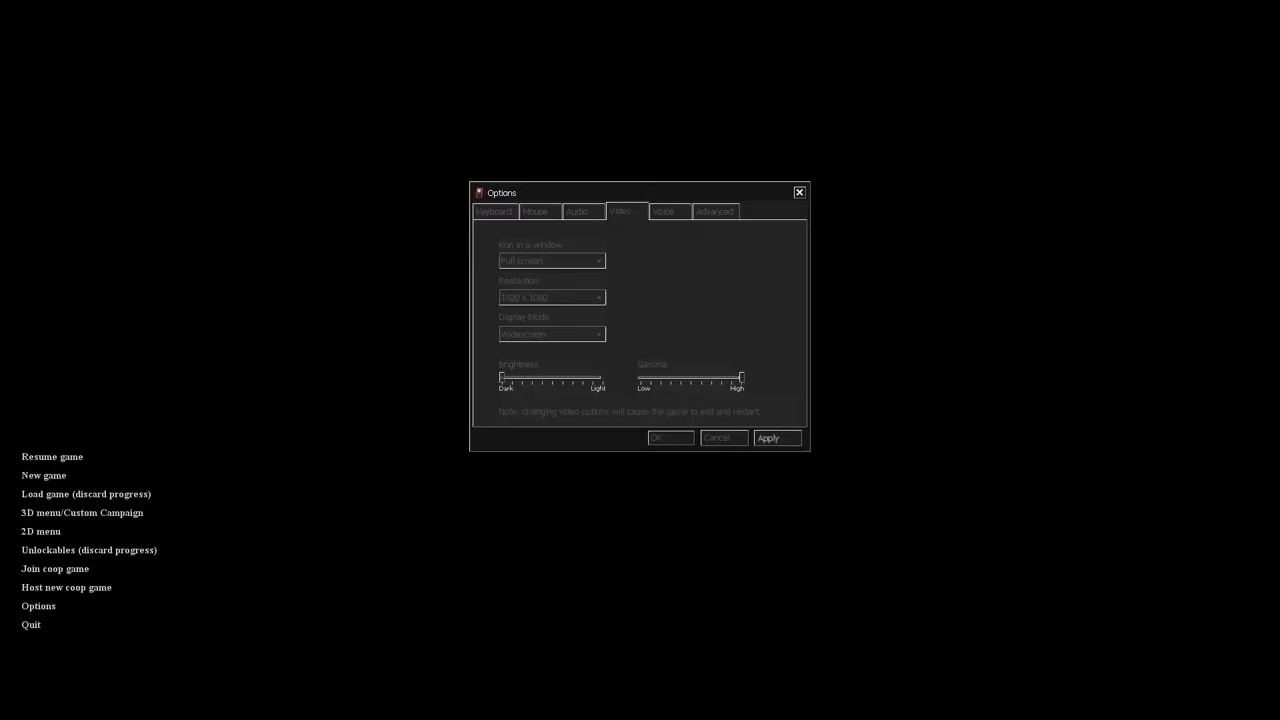 Options
Keyboard Mouse Audio Video Voice Advanced
Run in a window
Full screen
Resolution
1920 x 1080
Display Mode
Widescreen
Brightness Gamma
Dark Light Low High
Note: changing video options will cause the game to exit and restart.
OK Cancel Apply
Resume game
New game
Load game (discard progress)
3D menu/Custom Campaign
2D menu
Unlockables (discard progress)
Join coop game
Host new coop game
Options
Quit